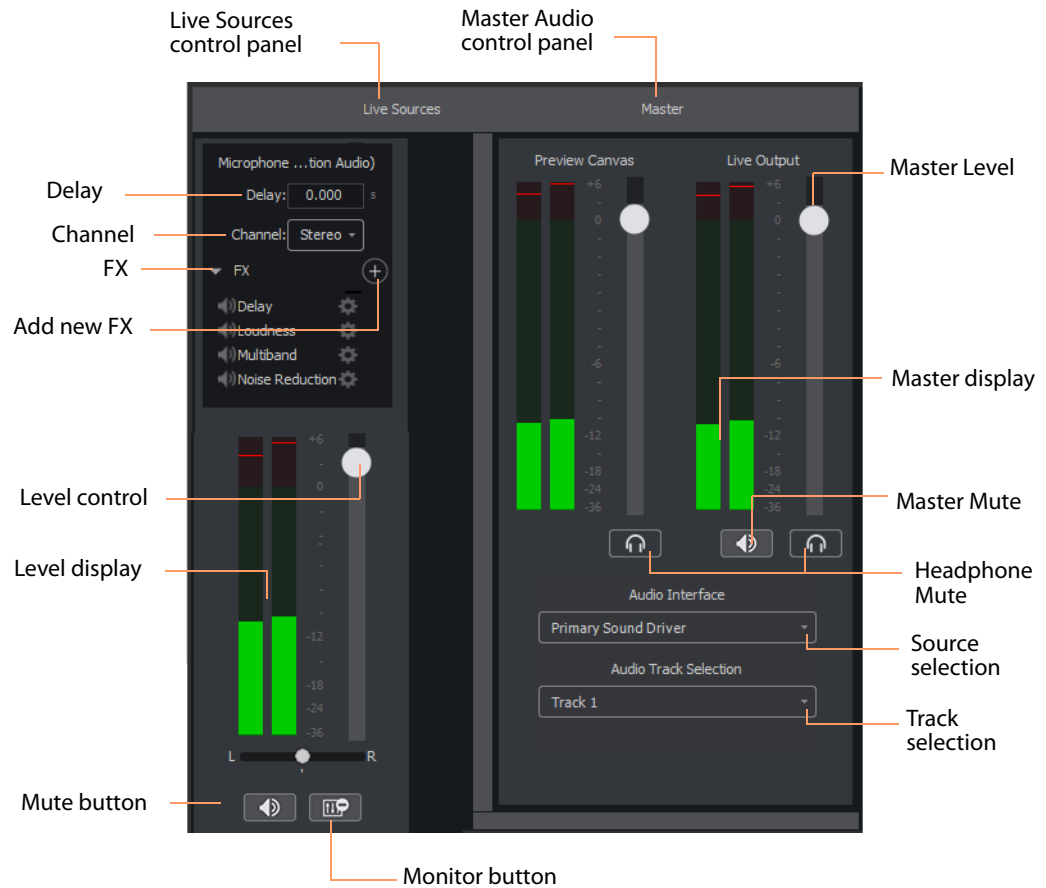 Live Sources
control panel
Master Audio
control panel
Live Sources
Master
Microphone ...tion Audio)
Delay: 0.000 s
Channel: Stereo
FX
Delay
Loudness
Multiband
Noise Reduction
+6
0
-
-
-
-
-12
-
-18
-24
-36
L
R
Preview Canvas
Live Output
+6
0
-
-
-
-6
-
-
-12
-
-18
-24
-36
+6
0
-
-
-
-6
-
-
-12
-
-18
-24
-36
Audio Interface
Primary Sound Driver
Audio Track Selection
Track 1
Delay
Channel
FX
Add new FX
Level control
Level display
Mute button
Monitor button
Master Level
Master display
Master Mute
Headphone
Mute
Source
selection
Track
selection